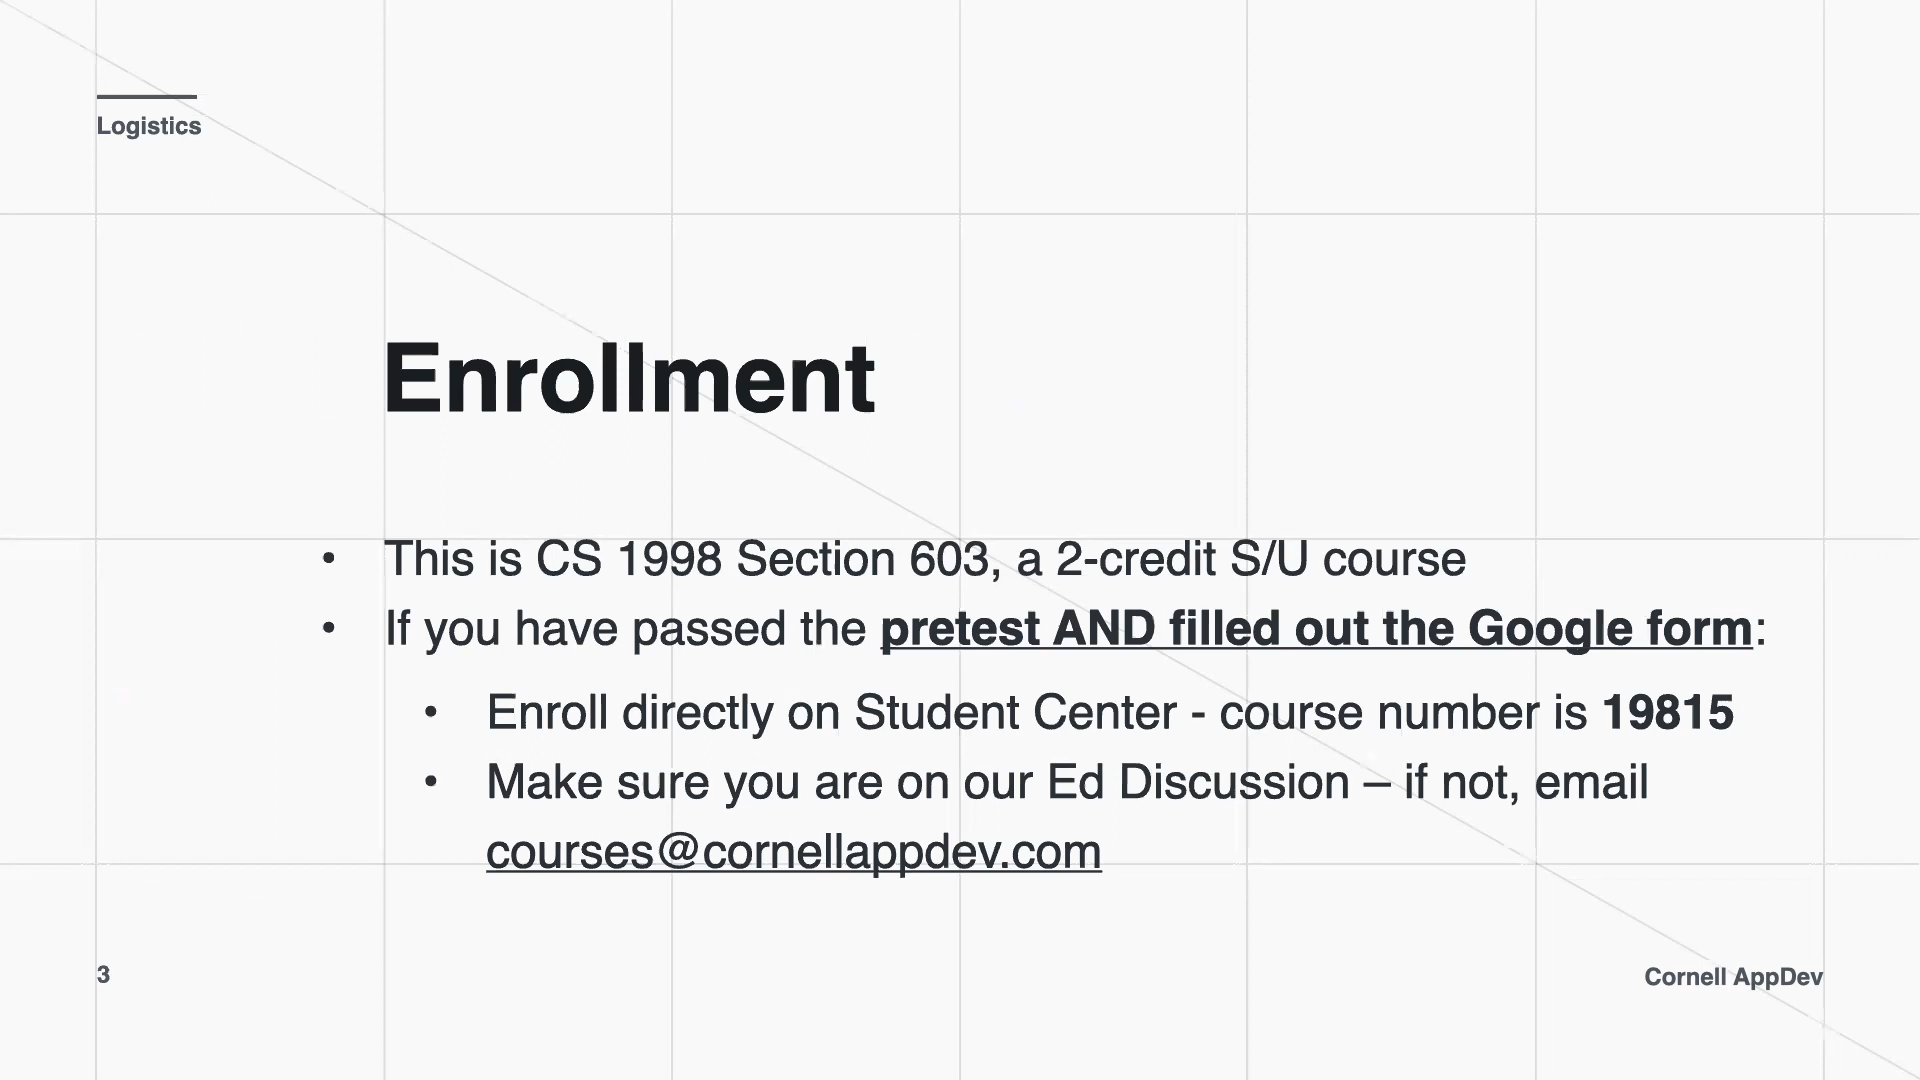 Logistics
Enrollment
• This is CS 1998 Section 603, a 2-credit S/U course
• If you have passed the pretest AND filled out the Google form:
• Enroll directly on Student Center - course number is 19815
• Make sure you are on our Ed Discussion – if not, email
courses@cornellappdev.com
3
Cornell AppDev